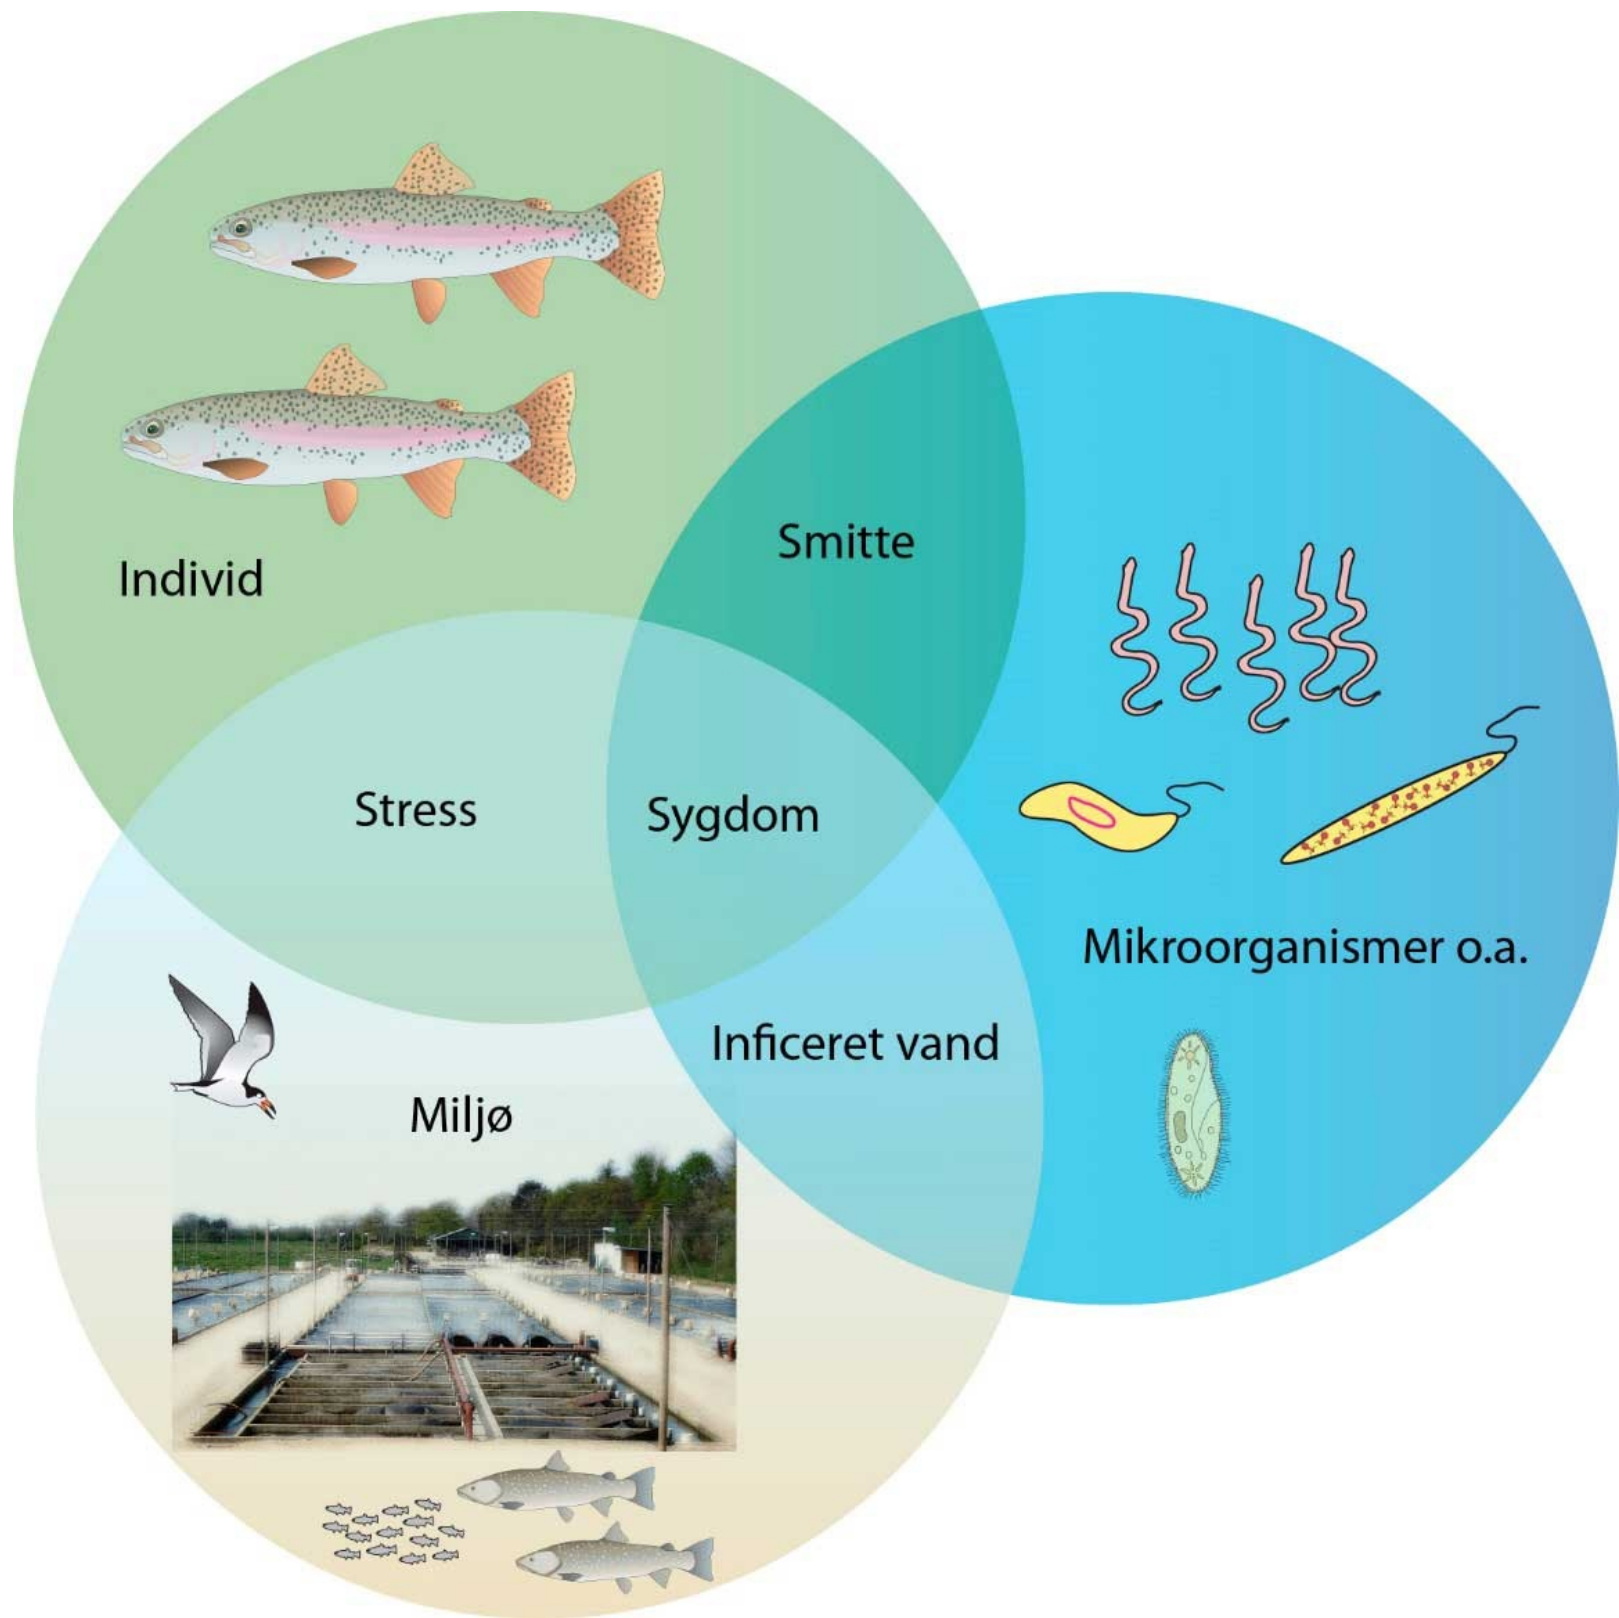 Smitte
Individ
Stress
Sygdom
Mikroorganismer o.a.
Inficeret vand
Miljø